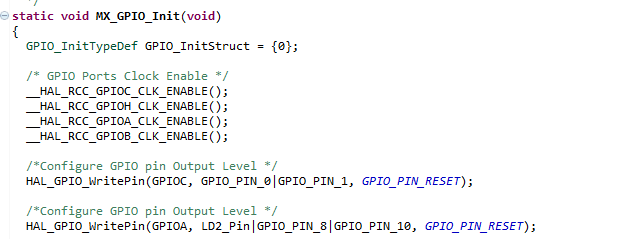 */
static void MX_GPIO_Init(void)
{
GPIO_InitTypeDef GPIO_InitStruct = {0};
/* GPIO Ports Clock Enable */
__HAL_RCC_GPIOC_CLK_ENABLE();
__HAL_RCC_GPIOH_CLK_ENABLE();
__HAL_RCC_GPIOA_CLK_ENABLE();
__HAL_RCC_GPIOB_CLK_ENABLE();
/*Configure GPIO pin Output Level */
HAL_GPIO_WritePin(GPIOC, GPIO_PIN_0|GPIO_PIN_1, GPIO_PIN_RESET);
/*Configure GPIO pin Output Level */
HAL_GPIO_WritePin(GPIOA, LD2_Pin|GPIO_PIN_8|GPIO_PIN_10, GPIO_PIN_RESET);